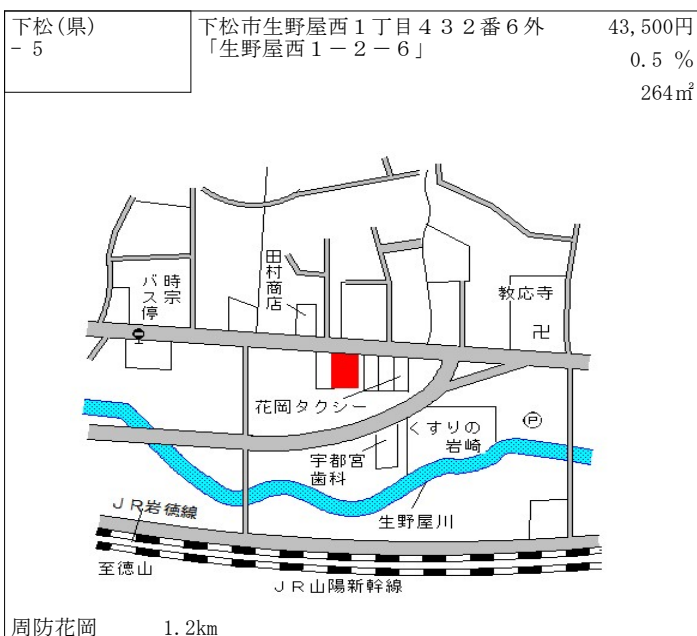 下松(県)
－５
下松市生野屋西１丁目４３２番６外
「生野屋西１－２－６」
43,500円
0.5 %
264㎡
田村商店
時宗
バス停
教応寺
卍
花岡タクシー
くすりの
岩崎
Ⓟ
宇都宮
歯科
生野屋川
ＪＲ岩徳線
至徳山
ＪＲ山陽新幹線
周防花岡
1.2km